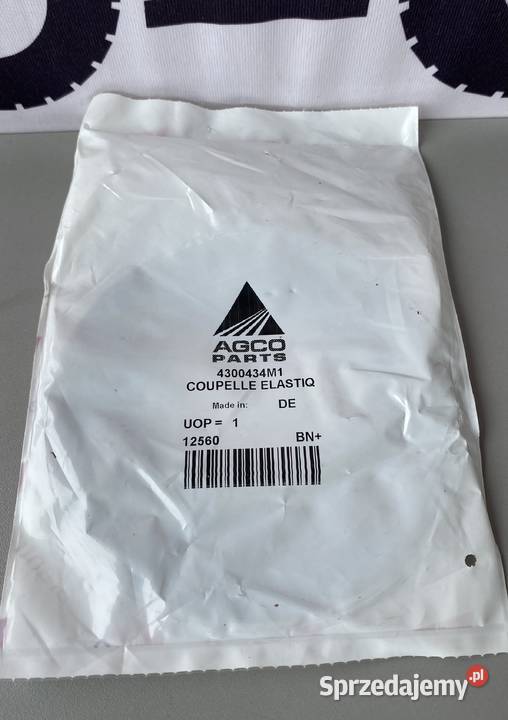 AGCO
PARTS
4300434M1
COUPELLE ELASTIQ
Made in: DE
UOP = 1
12560 BN+
Sprzedajemy.pl